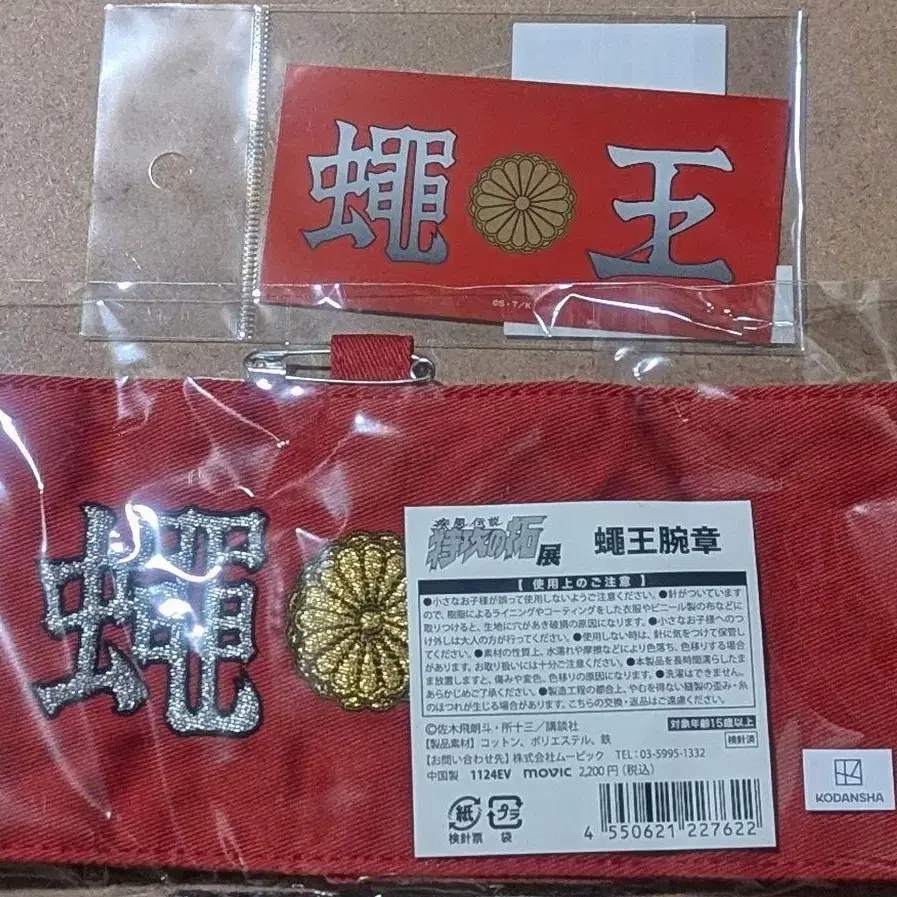 蠅 王
©S・T/K
蠅
疾風伝説
特攻の拓展
蠅王腕章
【使用上のご注意】
●小さなお子様が誤って使用しないようご注意ください。●針がついています
ので、樹脂によるライニングやコーティングをした衣服やビニール製の布などに
取りつけると、生地に穴があき破損の原因になります。●小さなお子様へのつ
け外しは大人の方が行ってください。●使用しない時は、針に気をつけて保管し
てください。●素材の性質上、水濡れや摩擦などにより色落ち、色移りする場合
があります。お取り扱いには十分ご注意ください。●本製品を長時間濡らしたま
ま放置しますと、傷みや変色、色移りの原因になります。●洗濯はできません。
あらかじめご了承ください。●製造工程の都合上、やむを得ない縫製の歪み・糸
のほつれが生じる場合があります。こちらの交換・返品はご遠慮ください。
©佐木飛朗斗・所十三／講談社
対象年齢15歳以上
【製品素材】コットン、ポリエステル、鉄
検針済
【お問い合わせ先】株式会社ムービック TEL：03-5995-1332
中国製 1124EV movic 2,200円（税込）
紙 プラ
検針票 袋
4 550621 227622
KODANSHA